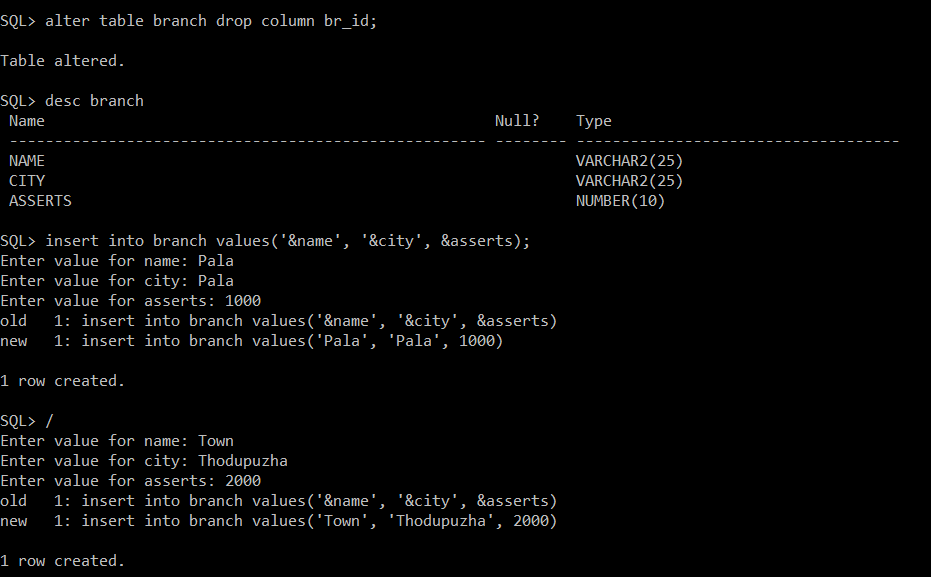 SQL> alter table branch drop column br_id;
Table altered.
SQL> desc branch
Name Null? Type
----------------------------------------------------- -------- ------------------------------------
NAME VARCHAR2(25)
CITY VARCHAR2(25)
ASSERTS NUMBER(10)
SQL> insert into branch values('&name', '&city', &asserts);
Enter value for name: Pala
Enter value for city: Pala
Enter value for asserts: 1000
old 1: insert into branch values('&name', '&city', &asserts)
new 1: insert into branch values('Pala', 'Pala', 1000)
1 row created.
SQL> /
Enter value for name: Town
Enter value for city: Thodupuzha
Enter value for asserts: 2000
old 1: insert into branch values('&name', '&city', &asserts)
new 1: insert into branch values('Town', 'Thodupuzha', 2000)
1 row created.